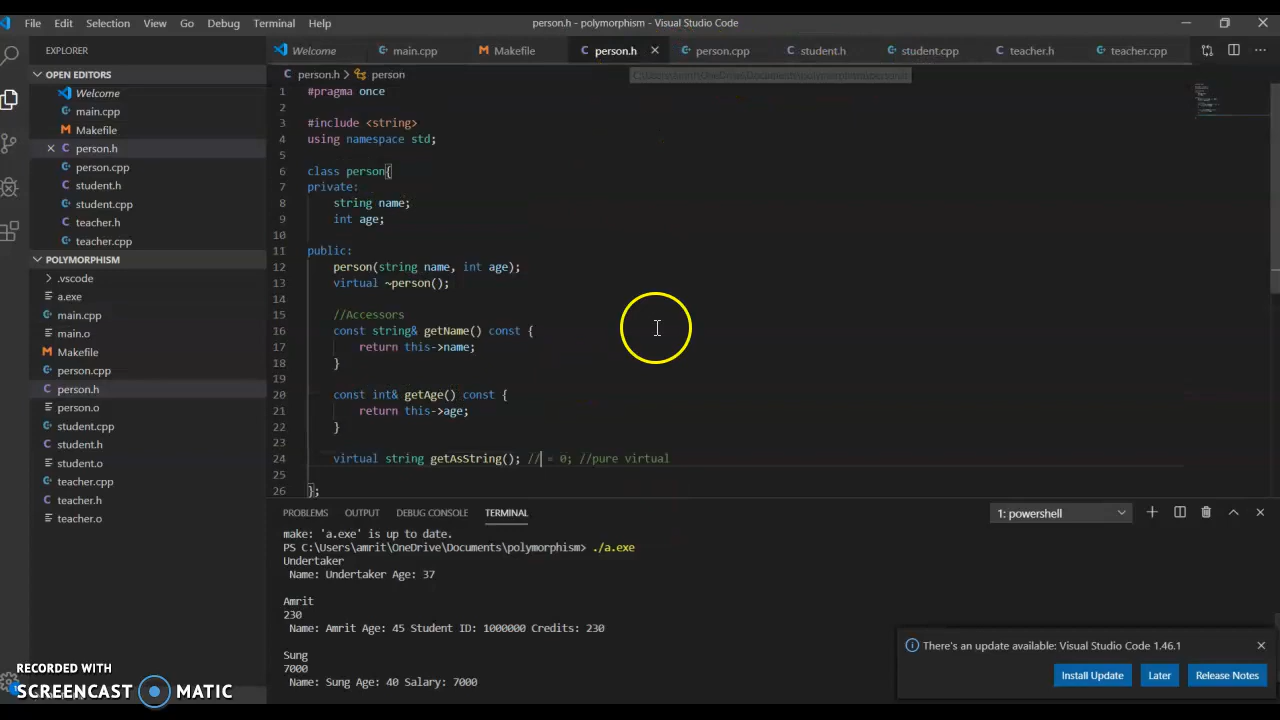 File Edit Selection View Go Debug Terminal Help
person.h - polymorphism - Visual Studio Code
EXPLORER
OPEN EDITORS
Welcome
main.cpp
Makefile
person.h
person.cpp
student.h
student.cpp
teacher.h
teacher.cpp
POLYMORPHISM
.vscode
a.exe
main.cpp
main.o
Makefile
person.cpp
person.h
person.o
student.cpp
student.h
student.o
teacher.cpp
teacher.h
teacher.o
Welcome main.cpp Makefile person.h person.cpp student.h student.cpp teacher.h teacher.cpp
person.h > person
1 #pragma once
2
3 #include <string>
4 using namespace std;
5
6 class person{
7 private:
8 string name;
9 int age;
10
11 public:
12 person(string name, int age);
13 virtual ~person();
14
15 //Accessors
16 const string& getName() const {
17 return this->name;
18 }
19
20 const int& getAge() const {
21 return this->age;
22 }
23
24 virtual string getAsString(); // = 0; //pure virtual
25
26 };
PROBLEMS OUTPUT DEBUG CONSOLE TERMINAL
1: powershell
make: 'a.exe' is up to date.
PS C:\Users\amrit\OneDrive\Documents\polymorphism> ./a.exe
Undertaker
Name: Undertaker Age: 37
Amrit
230
Name: Amrit Age: 45 Student ID: 1000000 Credits: 230
Sung
7000
Name: Sung Age: 40 Salary: 7000
There's an update available: Visual Studio Code 1.46.1
Install Update Later Release Notes
RECORDED WITH
SCREENCAST MATIC